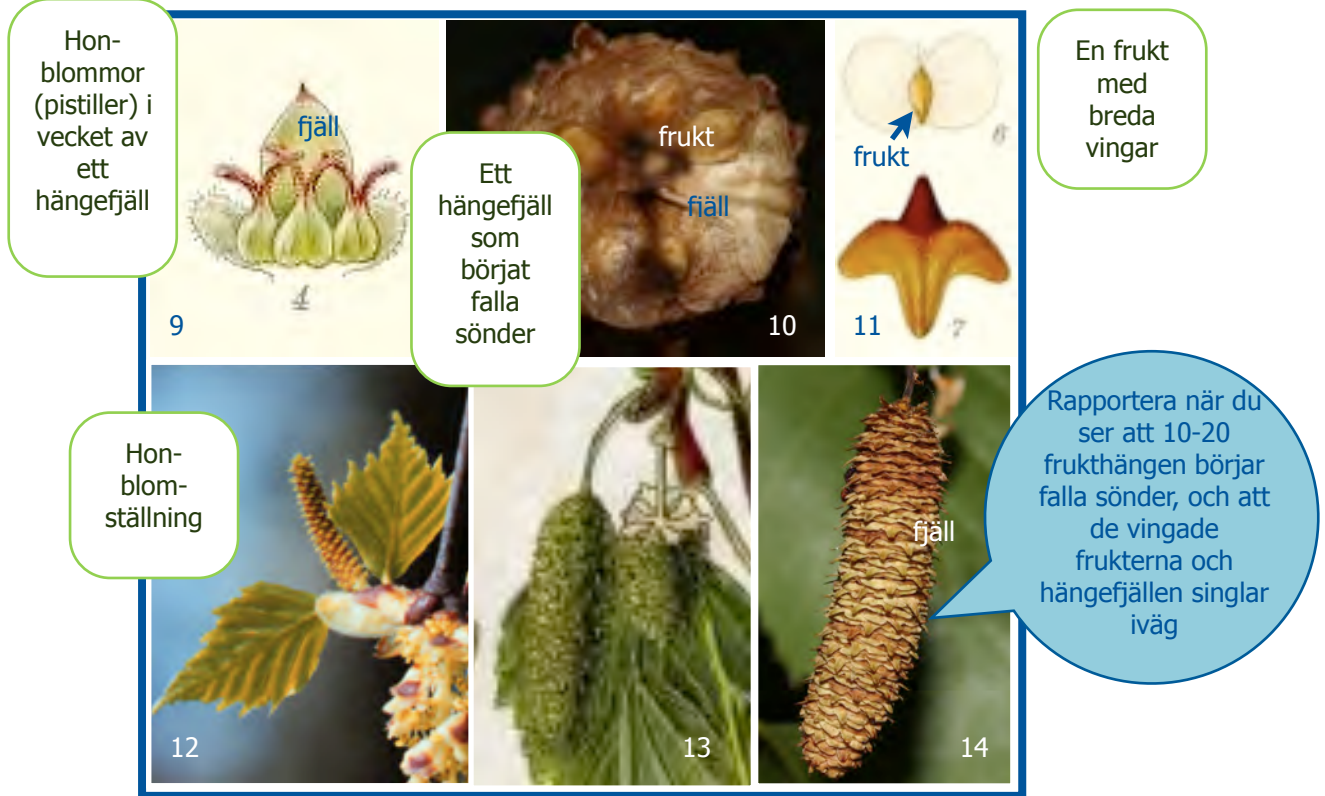 Hon-
blommor
(pistiller) i
vecket av
ett
hängefjäll
fjäll
4
9
Ett
hängefjäll
som
börjat
falla
sönder
frukt
fjäll
10
6
frukt
11
7
En frukt
med
breda
vingar
Hon-
blom-
ställning
12
13
fjäll
14
Rapportera när du
ser att 10-20
frukthängen börjar
falla sönder, och att
de vingade
frukterna och
hängefjällen singlar
iväg